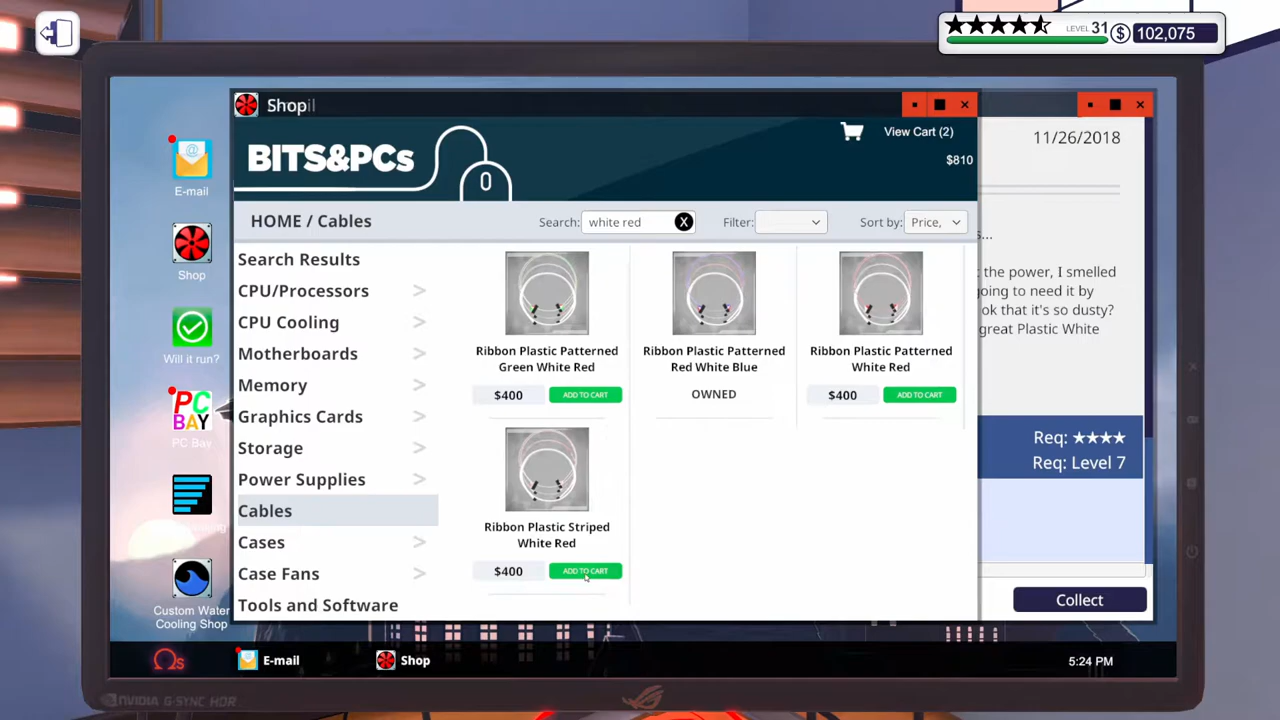 LEVEL 31 $ 102,075
Shop
View Cart (2)
11/26/2018
BITS&PCs
$810
E-mail
HOME / Cables
Search: white red X
Filter:
Sort by: Price,
Search Results
CPU/Processors >
CPU Cooling >
Motherboards >
Memory >
Graphics Cards >
Storage >
Power Supplies >
Cables
Cases >
Case Fans >
Tools and Software
Ribbon Plastic Patterned
Green White Red
$400 ADD TO CART
Ribbon Plastic Patterned
Red White Blue
OWNED
Ribbon Plastic Patterned
White Red
$400 ADD TO CART
Ribbon Plastic Striped
White Red
$400 ADD TO CART
Shop
Will it run?
PC
BAY
PC Bay
Custom Water
Cooling Shop
s...
t the power, I smelled
going to need it by
ok that it's so dusty?
great Plastic White
Req: ★★★★
Req: Level 7
Collect
Ωs
E-mail
Shop
5:24 PM
NVIDIA G-SYNC HDR